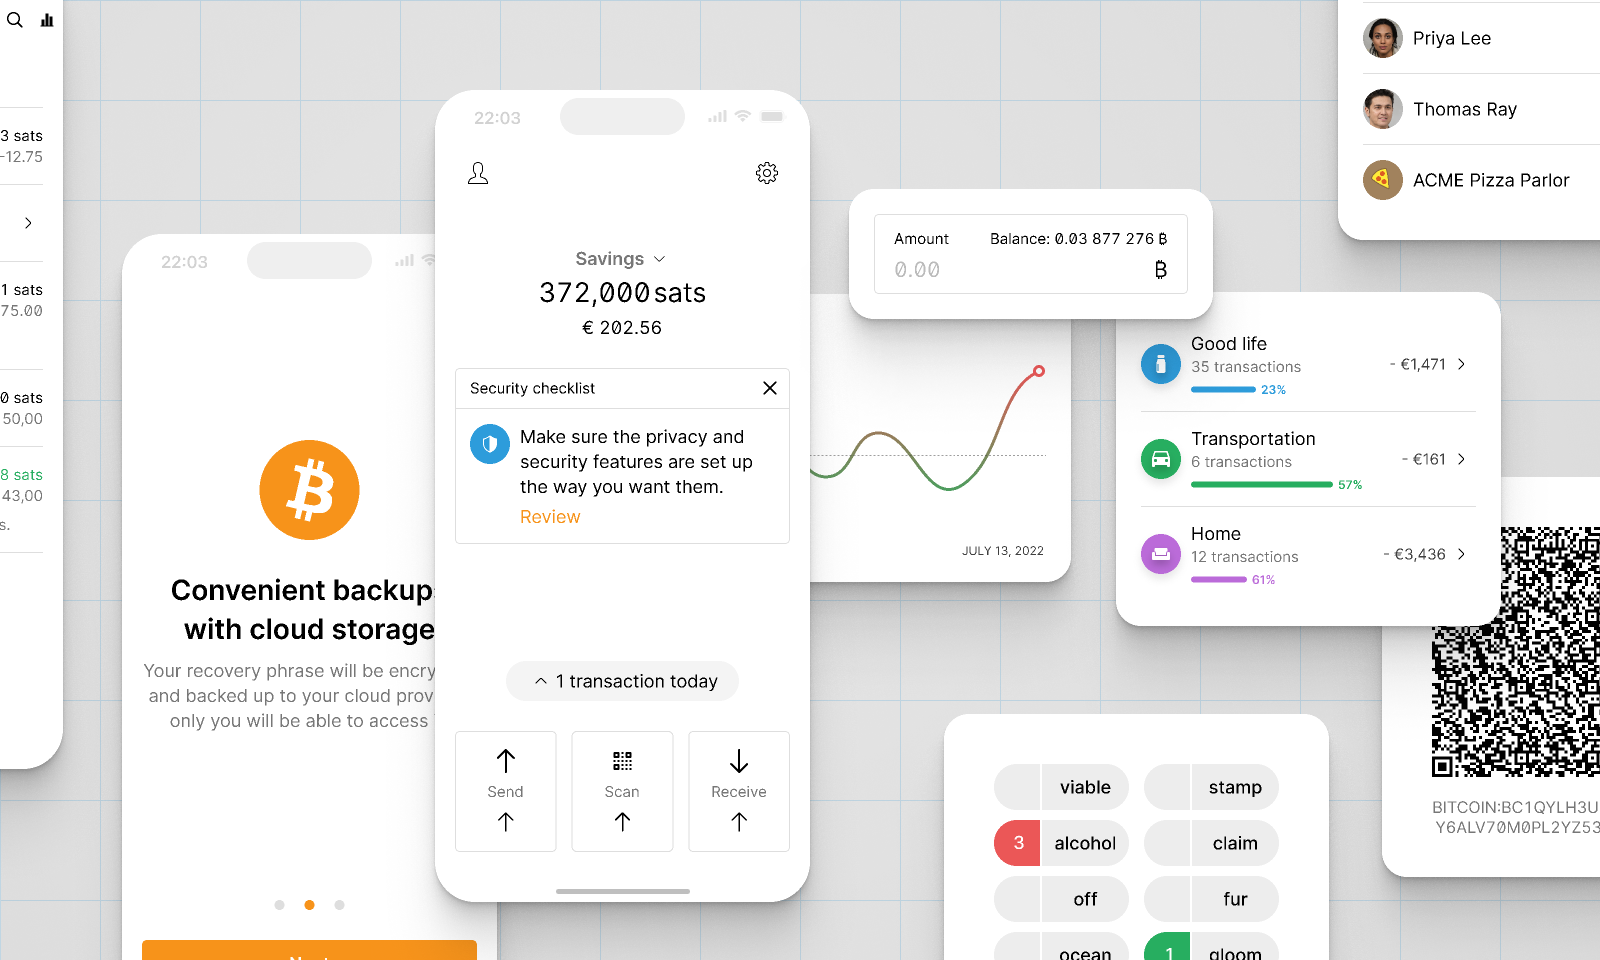 3 sats
-12.75
1 sats
75.00
0 sats
50,00
8 sats
43,00
s.
22:03
Convenient backups
with cloud storage
Your recovery phrase will be encry
and backed up to your cloud prov
only you will be able to access
22:03
Savings
372,000 sats
€ 202.56
Security checklist
Make sure the privacy and
security features are set up
the way you want them.
Review
1 transaction today
Send
Scan
Receive
Amount
Balance: 0.03 877 276 ₿
0.00
₿
JULY 13, 2022
Priya Lee
Thomas Ray
ACME Pizza Parlor
Good life
35 transactions
- €1,471
23%
Transportation
6 transactions
- €161
57%
Home
12 transactions
- €3,436
61%
BITCOIN:BC1QYLH3U
Y6ALV70M0PL2YZ53
viable
stamp
3 alcohol
claim
off
fur
ocean
1 gloom